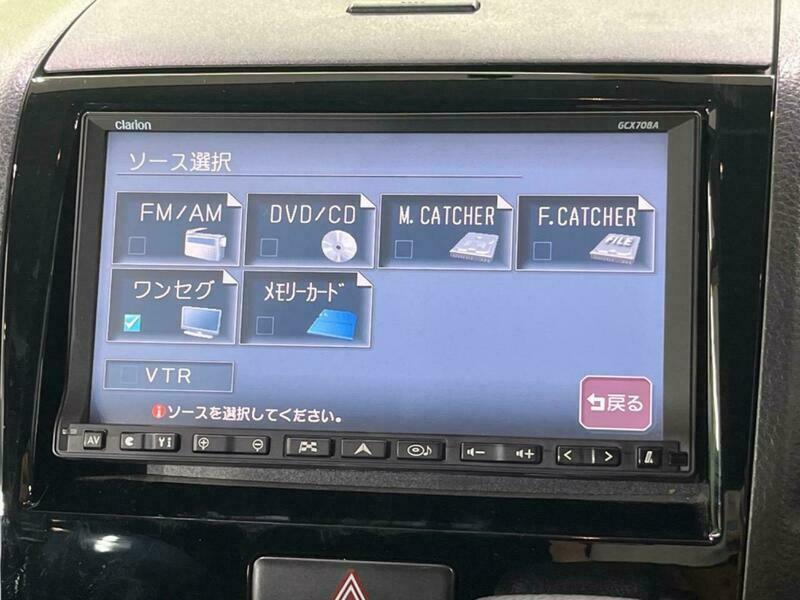 clarion GCX708A
ソース選択
FM/AM DVD/CD M. CATCHER F.CATCHER
FILE
ワンセグ メモリーカード
VTR
戻る
ソースを選択してください。
AV